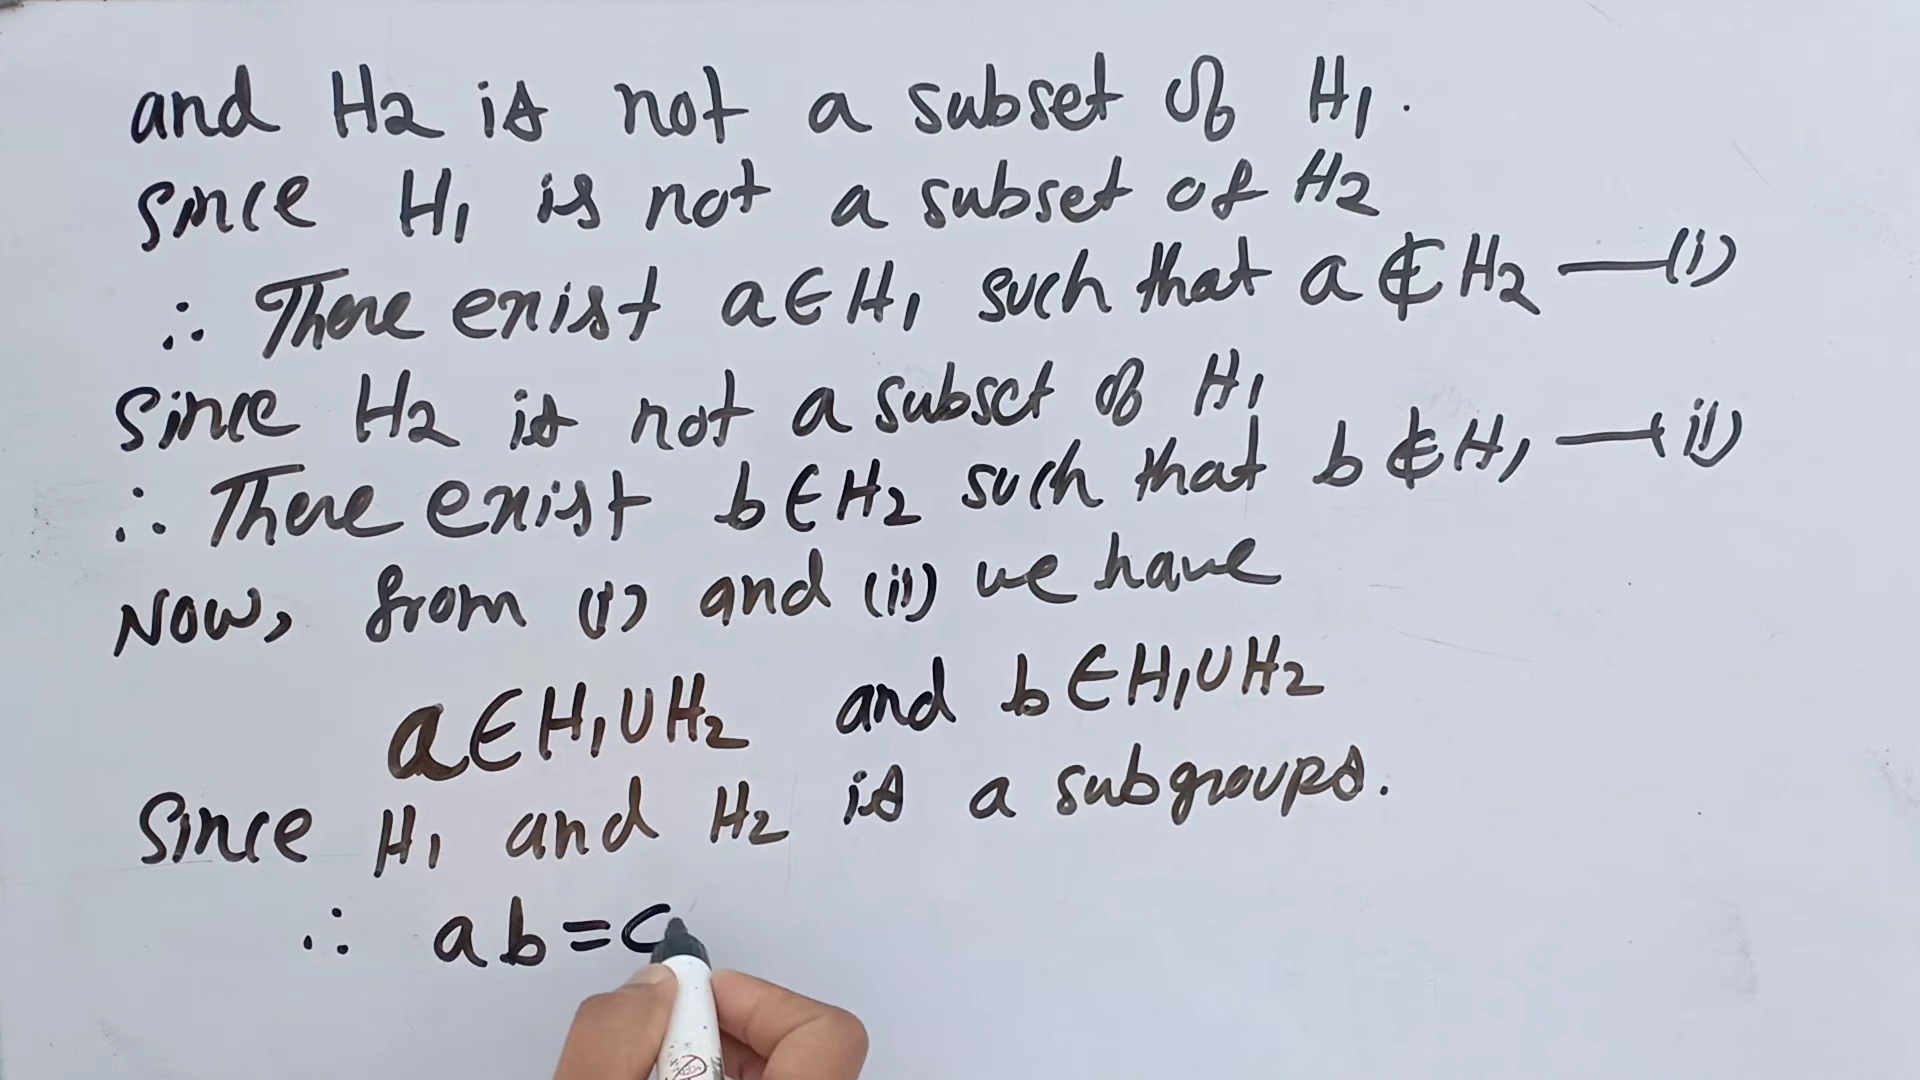 and H2 is not a subset of H1.
Since H1 is not a subset of H2
∴ There exist a∈H1 such that a ∉ H2 —(i)
Since H2 is not a subset of H1
∴ There exist b∈H2 such that b ∉ H1 —(ii)
Now, from (i) and (ii) we have
a∈H1∪H2 and b∈H1∪H2
Since H1 and H2 is a subgroups.
∴ ab=c